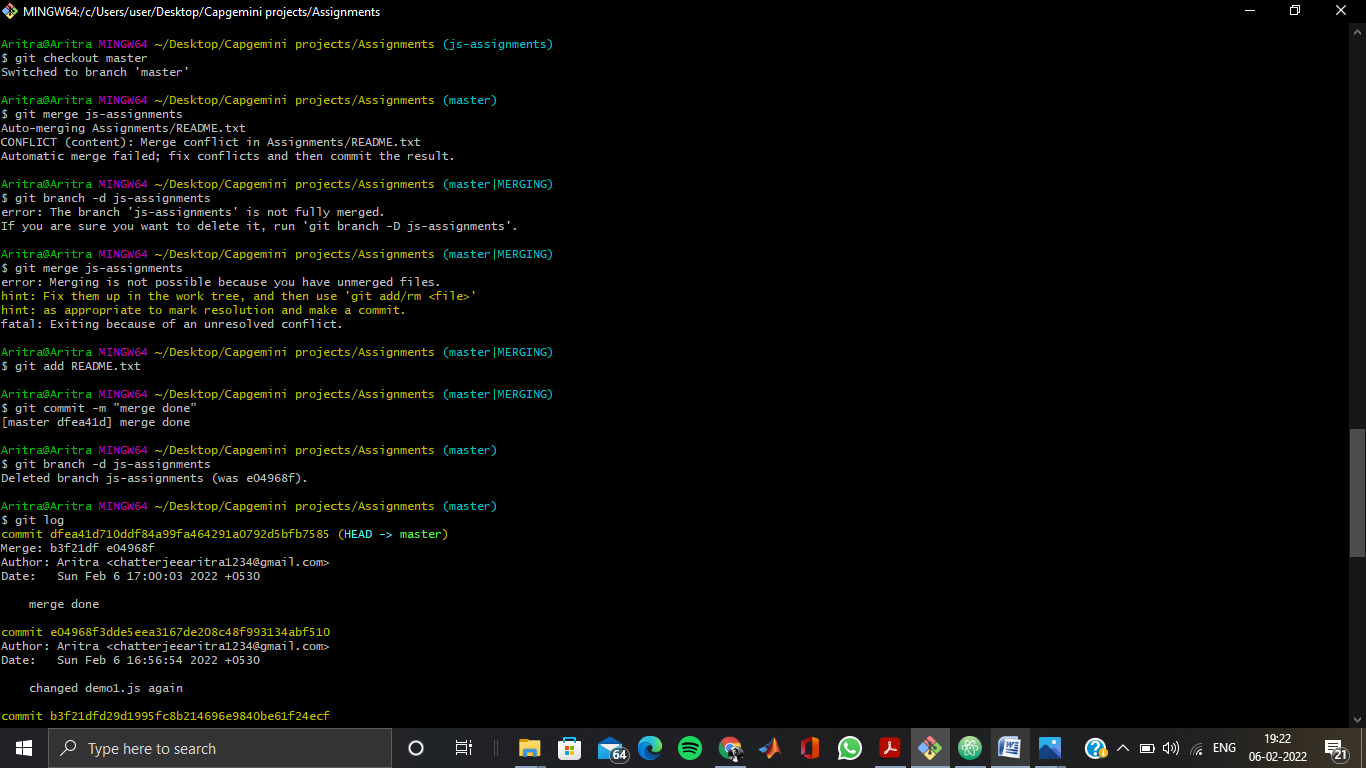 MINGW64:/c/Users/user/Desktop/Capgemini projects/Assignments
Aritra@Aritra MINGW64 ~/Desktop/Capgemini projects/Assignments (js-assignments)
$ git checkout master
Switched to branch 'master'
Aritra@Aritra MINGW64 ~/Desktop/Capgemini projects/Assignments (master)
$ git merge js-assignments
Auto-merging Assignments/README.txt
CONFLICT (content): Merge conflict in Assignments/README.txt
Automatic merge failed; fix conflicts and then commit the result.
Aritra@Aritra MINGW64 ~/Desktop/Capgemini projects/Assignments (master|MERGING)
$ git branch -d js-assignments
error: The branch 'js-assignments' is not fully merged.
If you are sure you want to delete it, run 'git branch -D js-assignments'.
Aritra@Aritra MINGW64 ~/Desktop/Capgemini projects/Assignments (master|MERGING)
$ git merge js-assignments
error: Merging is not possible because you have unmerged files.
hint: Fix them up in the work tree, and then use 'git add/rm <file>'
hint: as appropriate to mark resolution and make a commit.
fatal: Exiting because of an unresolved conflict.
Aritra@Aritra MINGW64 ~/Desktop/Capgemini projects/Assignments (master|MERGING)
$ git add README.txt
Aritra@Aritra MINGW64 ~/Desktop/Capgemini projects/Assignments (master|MERGING)
$ git commit -m "merge done"
[master dfea41d] merge done
Aritra@Aritra MINGW64 ~/Desktop/Capgemini projects/Assignments (master)
$ git branch -d js-assignments
Deleted branch js-assignments (was e04968f).
Aritra@Aritra MINGW64 ~/Desktop/Capgemini projects/Assignments (master)
$ git log
commit dfea41d710ddf84a99fa464291a0792d5bfb7585 (HEAD -> master)
Merge: b3f21df e04968f
Author: Aritra <chatterjeearitra1234@gmail.com>
Date:   Sun Feb 6 17:00:03 2022 +0530
merge done
commit e04968f3dde5eea3167de208c48f993134abf510
Author: Aritra <chatterjeearitra1234@gmail.com>
Date:   Sun Feb 6 16:56:54 2022 +0530
changed demo1.js again
commit b3f21dfd29d1995fc8b214696e9840be61f24ecf
Type here to search
64
ENG
19:22
06-02-2022
21